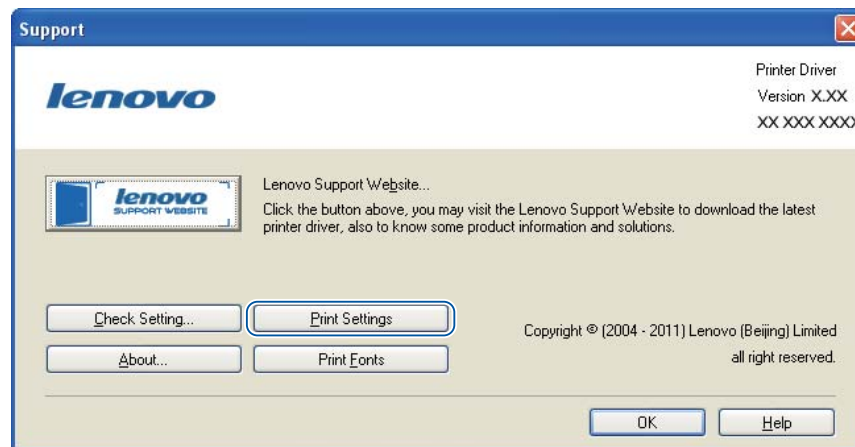 Support
lenovo
Printer Driver
Version X.XX
XX XXX XXXX
lenovo
SUPPORT WEBSITE
Lenovo Support Website...
Click the button above, you may visit the Lenovo Support Website to download the latest
printer driver, also to know some product information and solutions.
Check Setting...
Print Settings
About...
Print Fonts
Copyright © (2004 - 2011) Lenovo (Beijing) Limited
all right reserved.
OK
Help